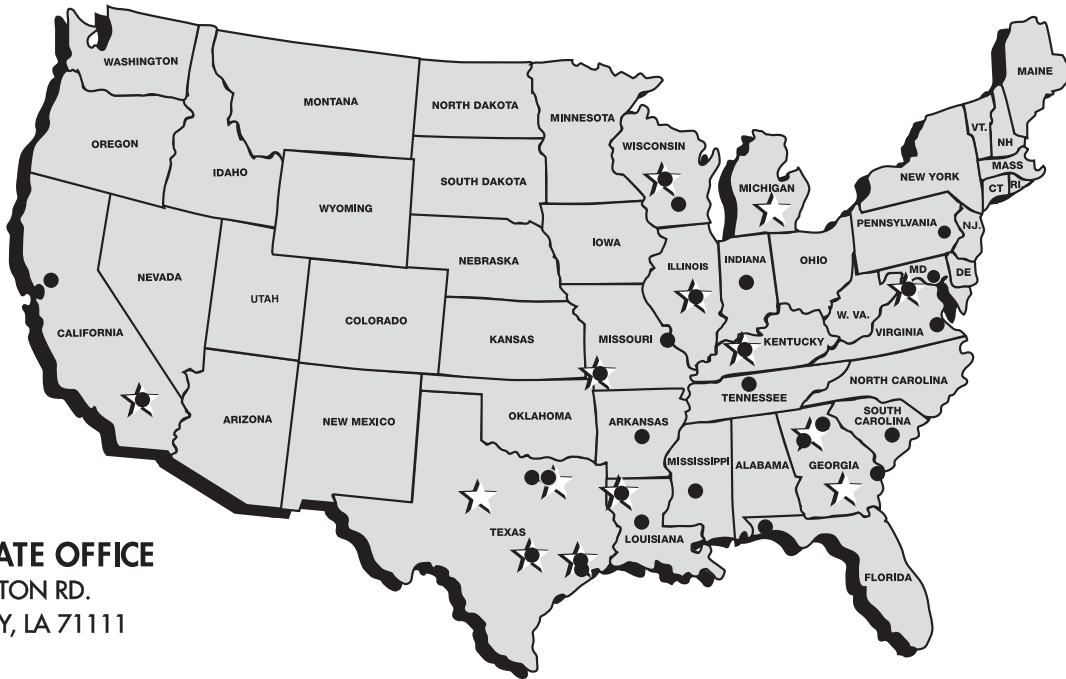 WASHINGTON
MONTANA
NORTH DAKOTA
MINNESOTA
MAINE
OREGON
IDAHO
SOUTH DAKOTA
WISCONSIN
VT.
NH
MASS
NEW YORK
CT
RI
WYOMING
MICHIGAN
PENNSYLVANIA
NJ.
NEBRASKA
IOWA
ILLINOIS
INDIANA
OHIO
MD
DE
NEVADA
UTAH
COLORADO
KANSAS
MISSOURI
W. VA.
VIRGINIA
CALIFORNIA
KENTUCKY
ARIZONA
NEW MEXICO
OKLAHOMA
ARKANSAS
TENNESSEE
NORTH CAROLINA
SOUTH
CAROLINA
MISSISSIPPI
ALABAMA
GEORGIA
TEXAS
LOUISIANA
FLORIDA
ATE OFFICE
TON RD.
Y, LA 71111